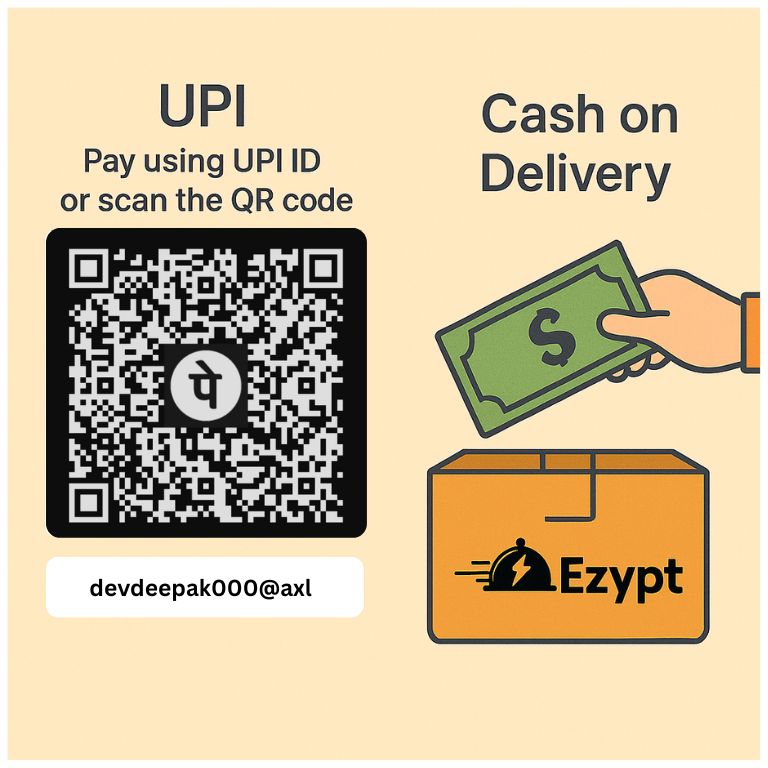 UPI
Pay using UPI ID
or scan the QR code
पे
devdeepak000@axl
Cash on
Delivery
$
Ezypt